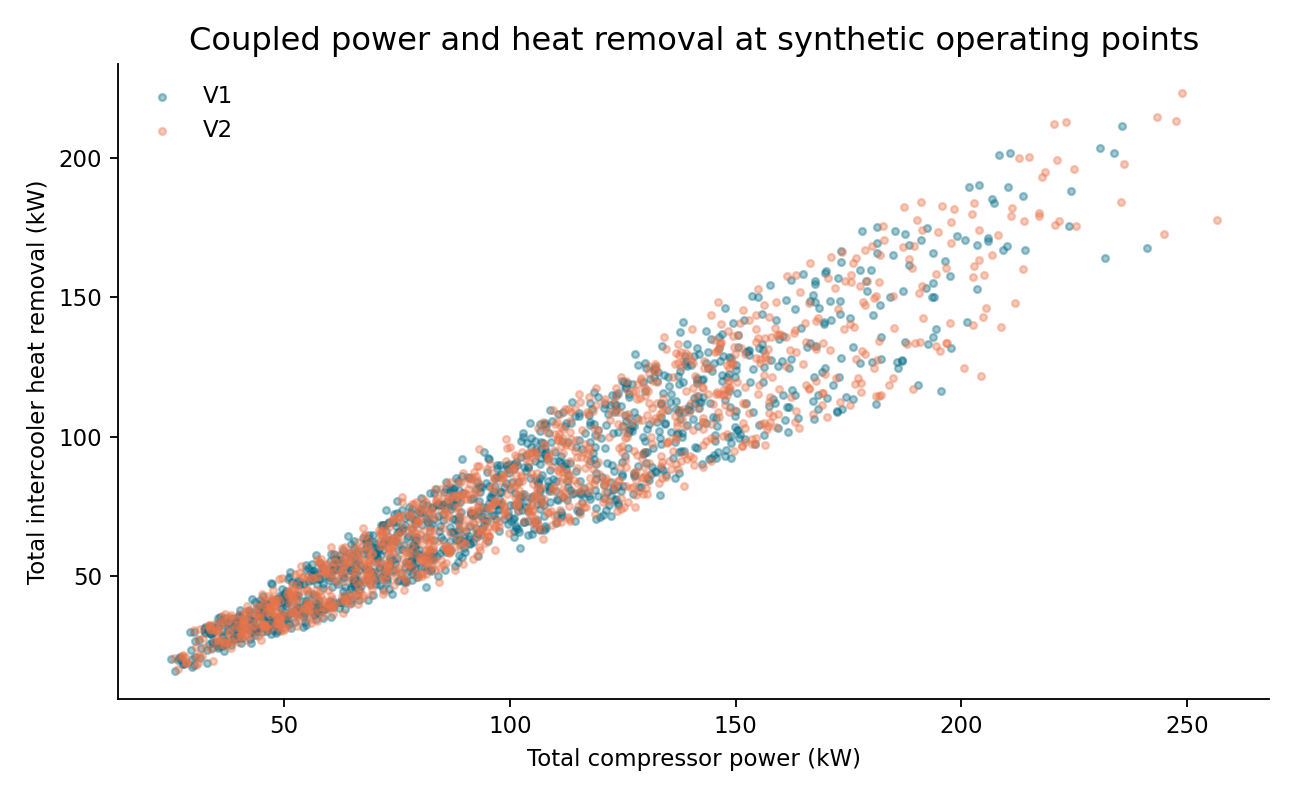 Coupled power and heat removal at synthetic operating points
V1
V2
Total intercooler heat removal (kW)
200
150
100
50
50
100
150
200
250
Total compressor power (kW)